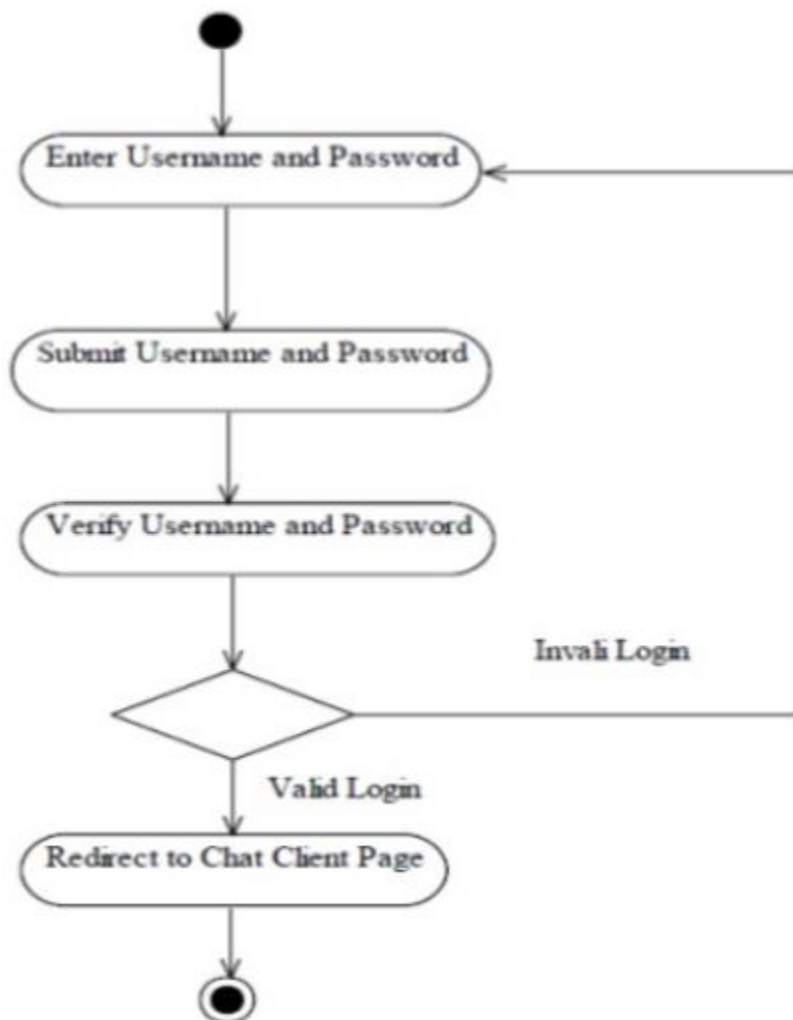 Enter Username and Password
Submit Username and Password
Verify Username and Password
Invali Login
Valid Login
Redirect to Chat Client Page